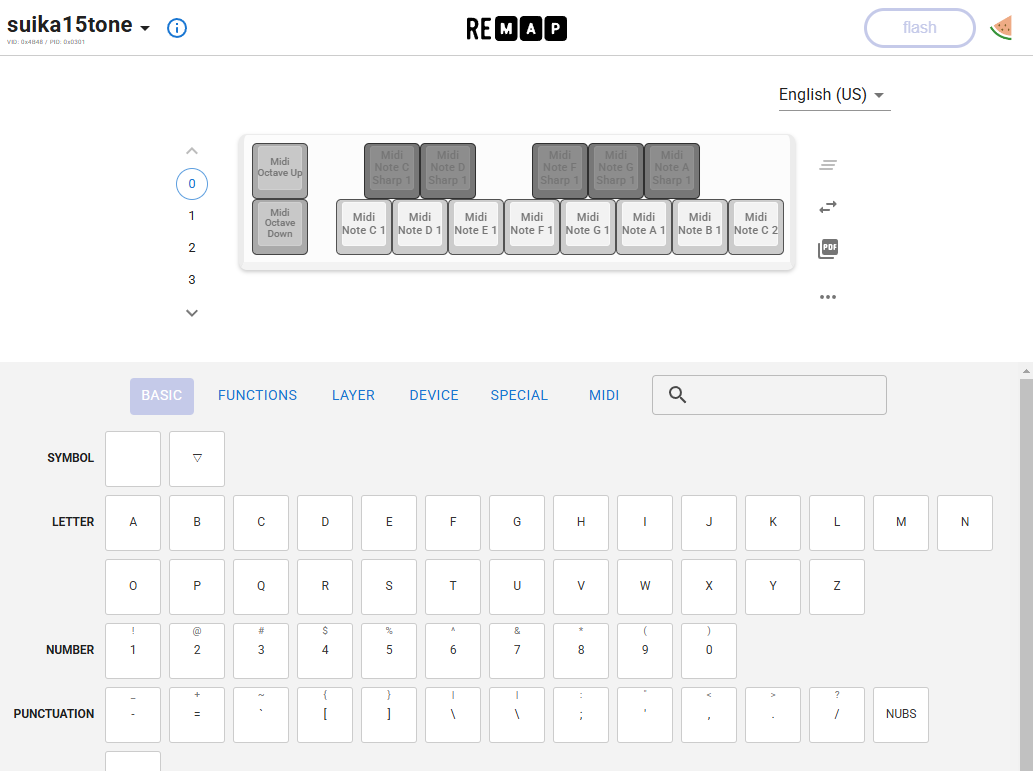 suika15tone
VID: 0x4848 / PID: 0x0301
REMAP
flash
English (US)
0
1
2
3
Midi Octave Up
Midi Note C Sharp 1
Midi Note D Sharp 1
Midi Note F Sharp 1
Midi Note G Sharp 1
Midi Note A Sharp 1
Midi Octave Down
Midi Note C 1
Midi Note D 1
Midi Note E 1
Midi Note F 1
Midi Note G 1
Midi Note A 1
Midi Note B 1
Midi Note C 2
PDF
BASIC FUNCTIONS LAYER DEVICE SPECIAL MIDI
SYMBOL ▽
LETTER A B C D E F G H I J K L M N
O P Q R S T U V W X Y Z
! @ # $ % ^ & * ( )
NUMBER 1 2 3 4 5 6 7 8 9 0
_ + ~ { } | | : " < > ?
PUNCTUATION - = ` [ ] \ \ ; ' , . / NUBS